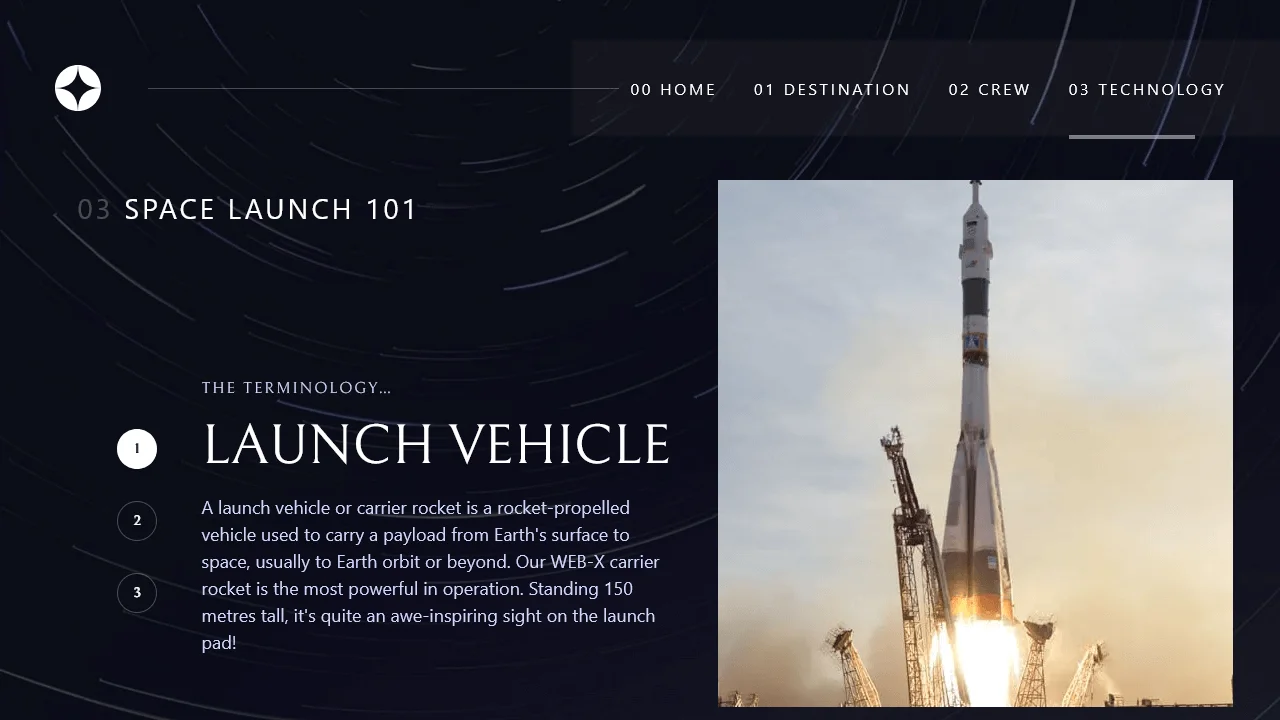 00 HOME
01 DESTINATION
02 CREW
03 TECHNOLOGY
03 SPACE LAUNCH 101
THE TERMINOLOGY...
LAUNCH VEHICLE
1
2
3
A launch vehicle or carrier rocket is a rocket-propelled
vehicle used to carry a payload from Earth's surface to
space, usually to Earth orbit or beyond. Our WEB-X carrier
rocket is the most powerful in operation. Standing 150
metres tall, it's quite an awe-inspiring sight on the launch
pad!